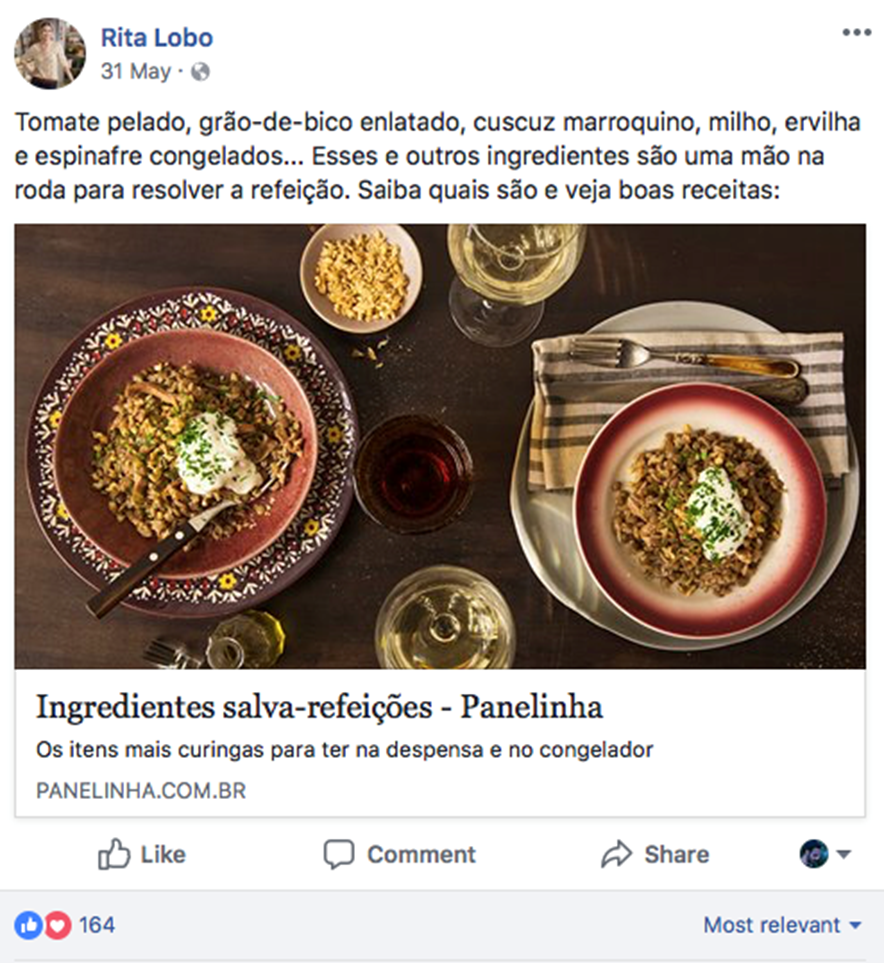 Rita Lobo
31 May ·
Tomate pelado, grão-de-bico enlatado, cuscuz marroquino, milho, ervilha
e espinafre congelados... Esses e outros ingredientes são uma mão na
roda para resolver a refeição. Saiba quais são e veja boas receitas:
Ingredientes salva-refeições - Panelinha
Os itens mais curingas para ter na despensa e no congelador
PANELINHA.COM.BR
Like Comment Share
164 Most relevant